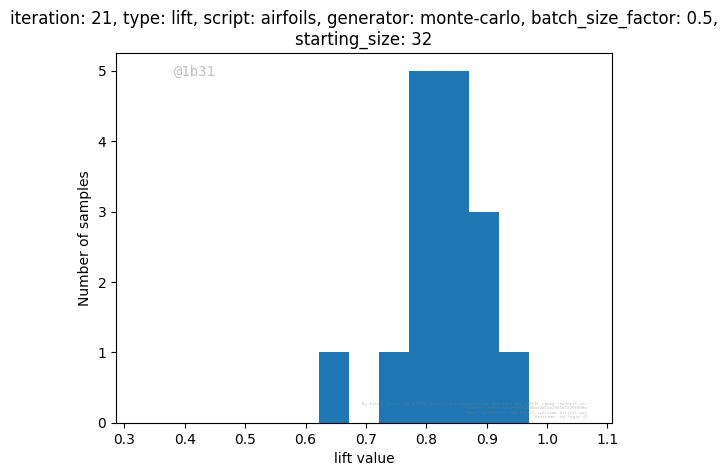 iteration: 21, type: lift, script: airfoils, generator: monte-carlo, batch_size_factor: 0.5,
starting_size: 32
@1b31
5
4
3
2
1
0
Number of samples
0.3 0.4 0.5 0.6 0.7 0.8 0.9 1.0 1.1
lift value